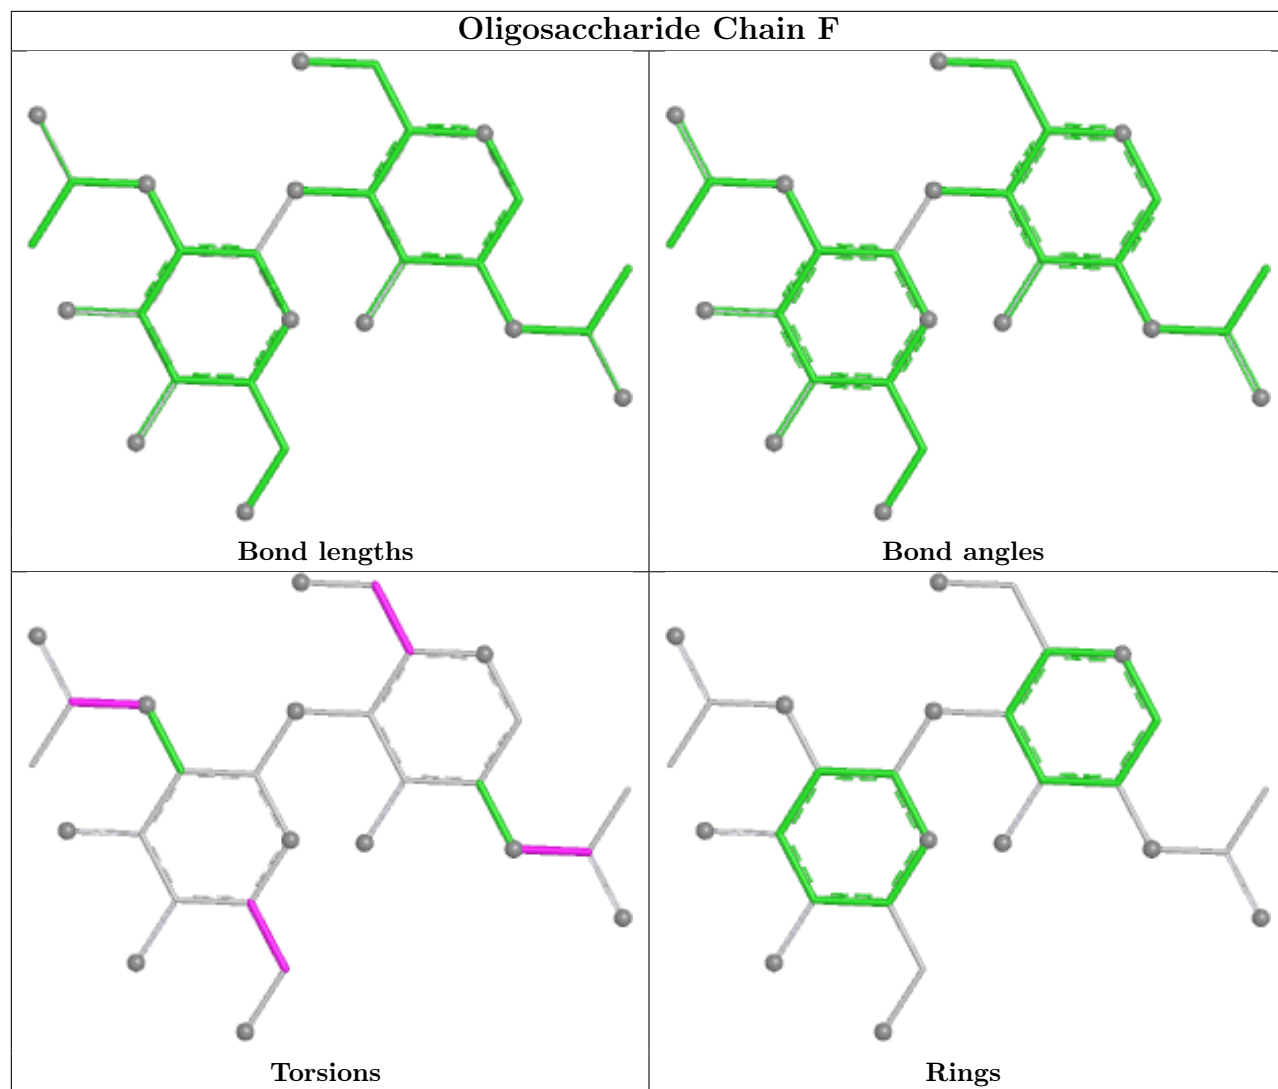 Oligosaccharide Chain F
Bond lengths
Bond angles
Torsions
Rings